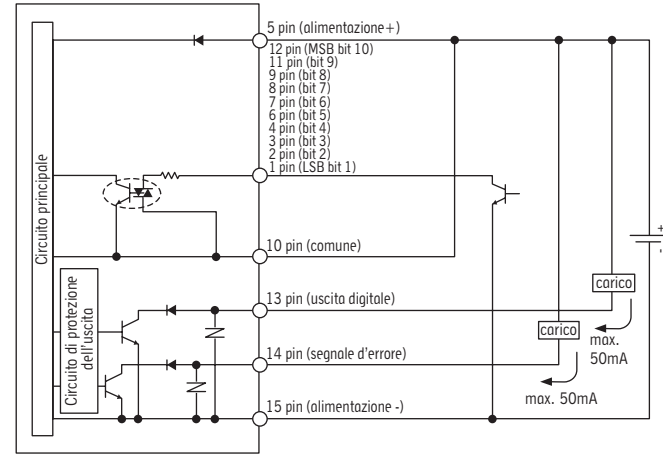 5 pin (alimentazione+)
12 pin (MSB bit 10)
11 pin (bit 9)
9 pin (bit 8)
8 pin (bit 7)
7 pin (bit 6)
6 pin (bit 5)
4 pin (bit 4)
3 pin (bit 3)
2 pin (bit 2)
1 pin (LSB bit 1)
Circuito principale
+
-
10 pin (comune)
Circuito di protezione
dell'uscita
13 pin (uscita digitale)
carico
max.
50mA
carico
14 pin (segnale d'errore)
max. 50mA
15 pin (alimentazione -)